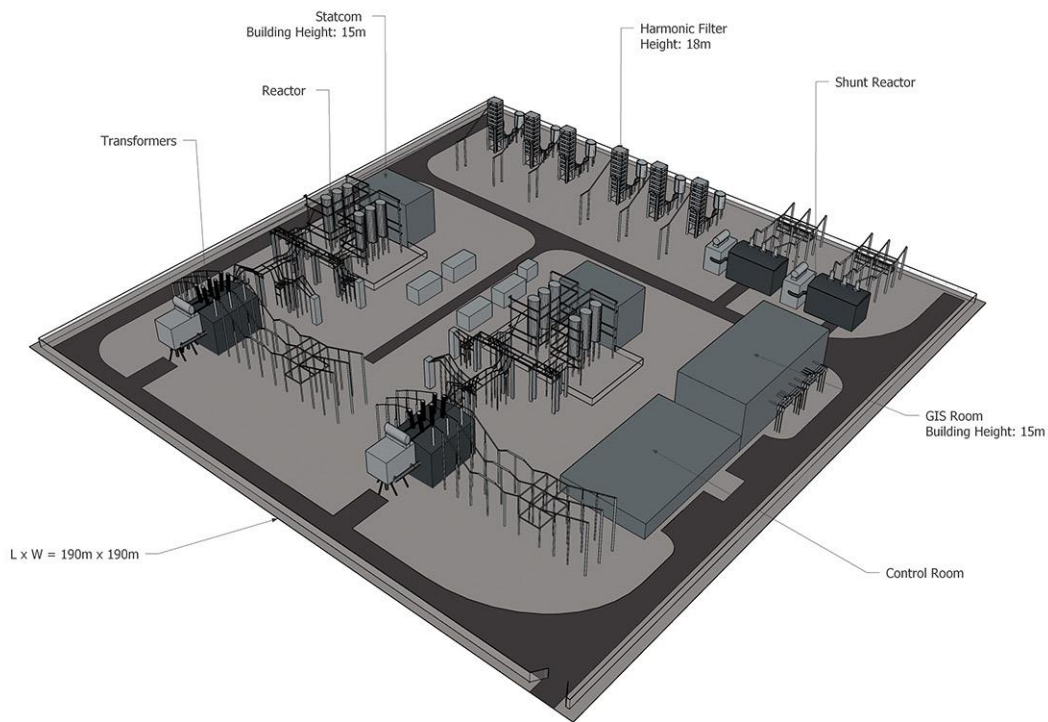 Statcom
Building Height: 15m
Harmonic Filter
Height: 18m
Shunt Reactor
Reactor
Transformers
GIS Room
Building Height: 15m
L x W = 190m x 190m
Control Room